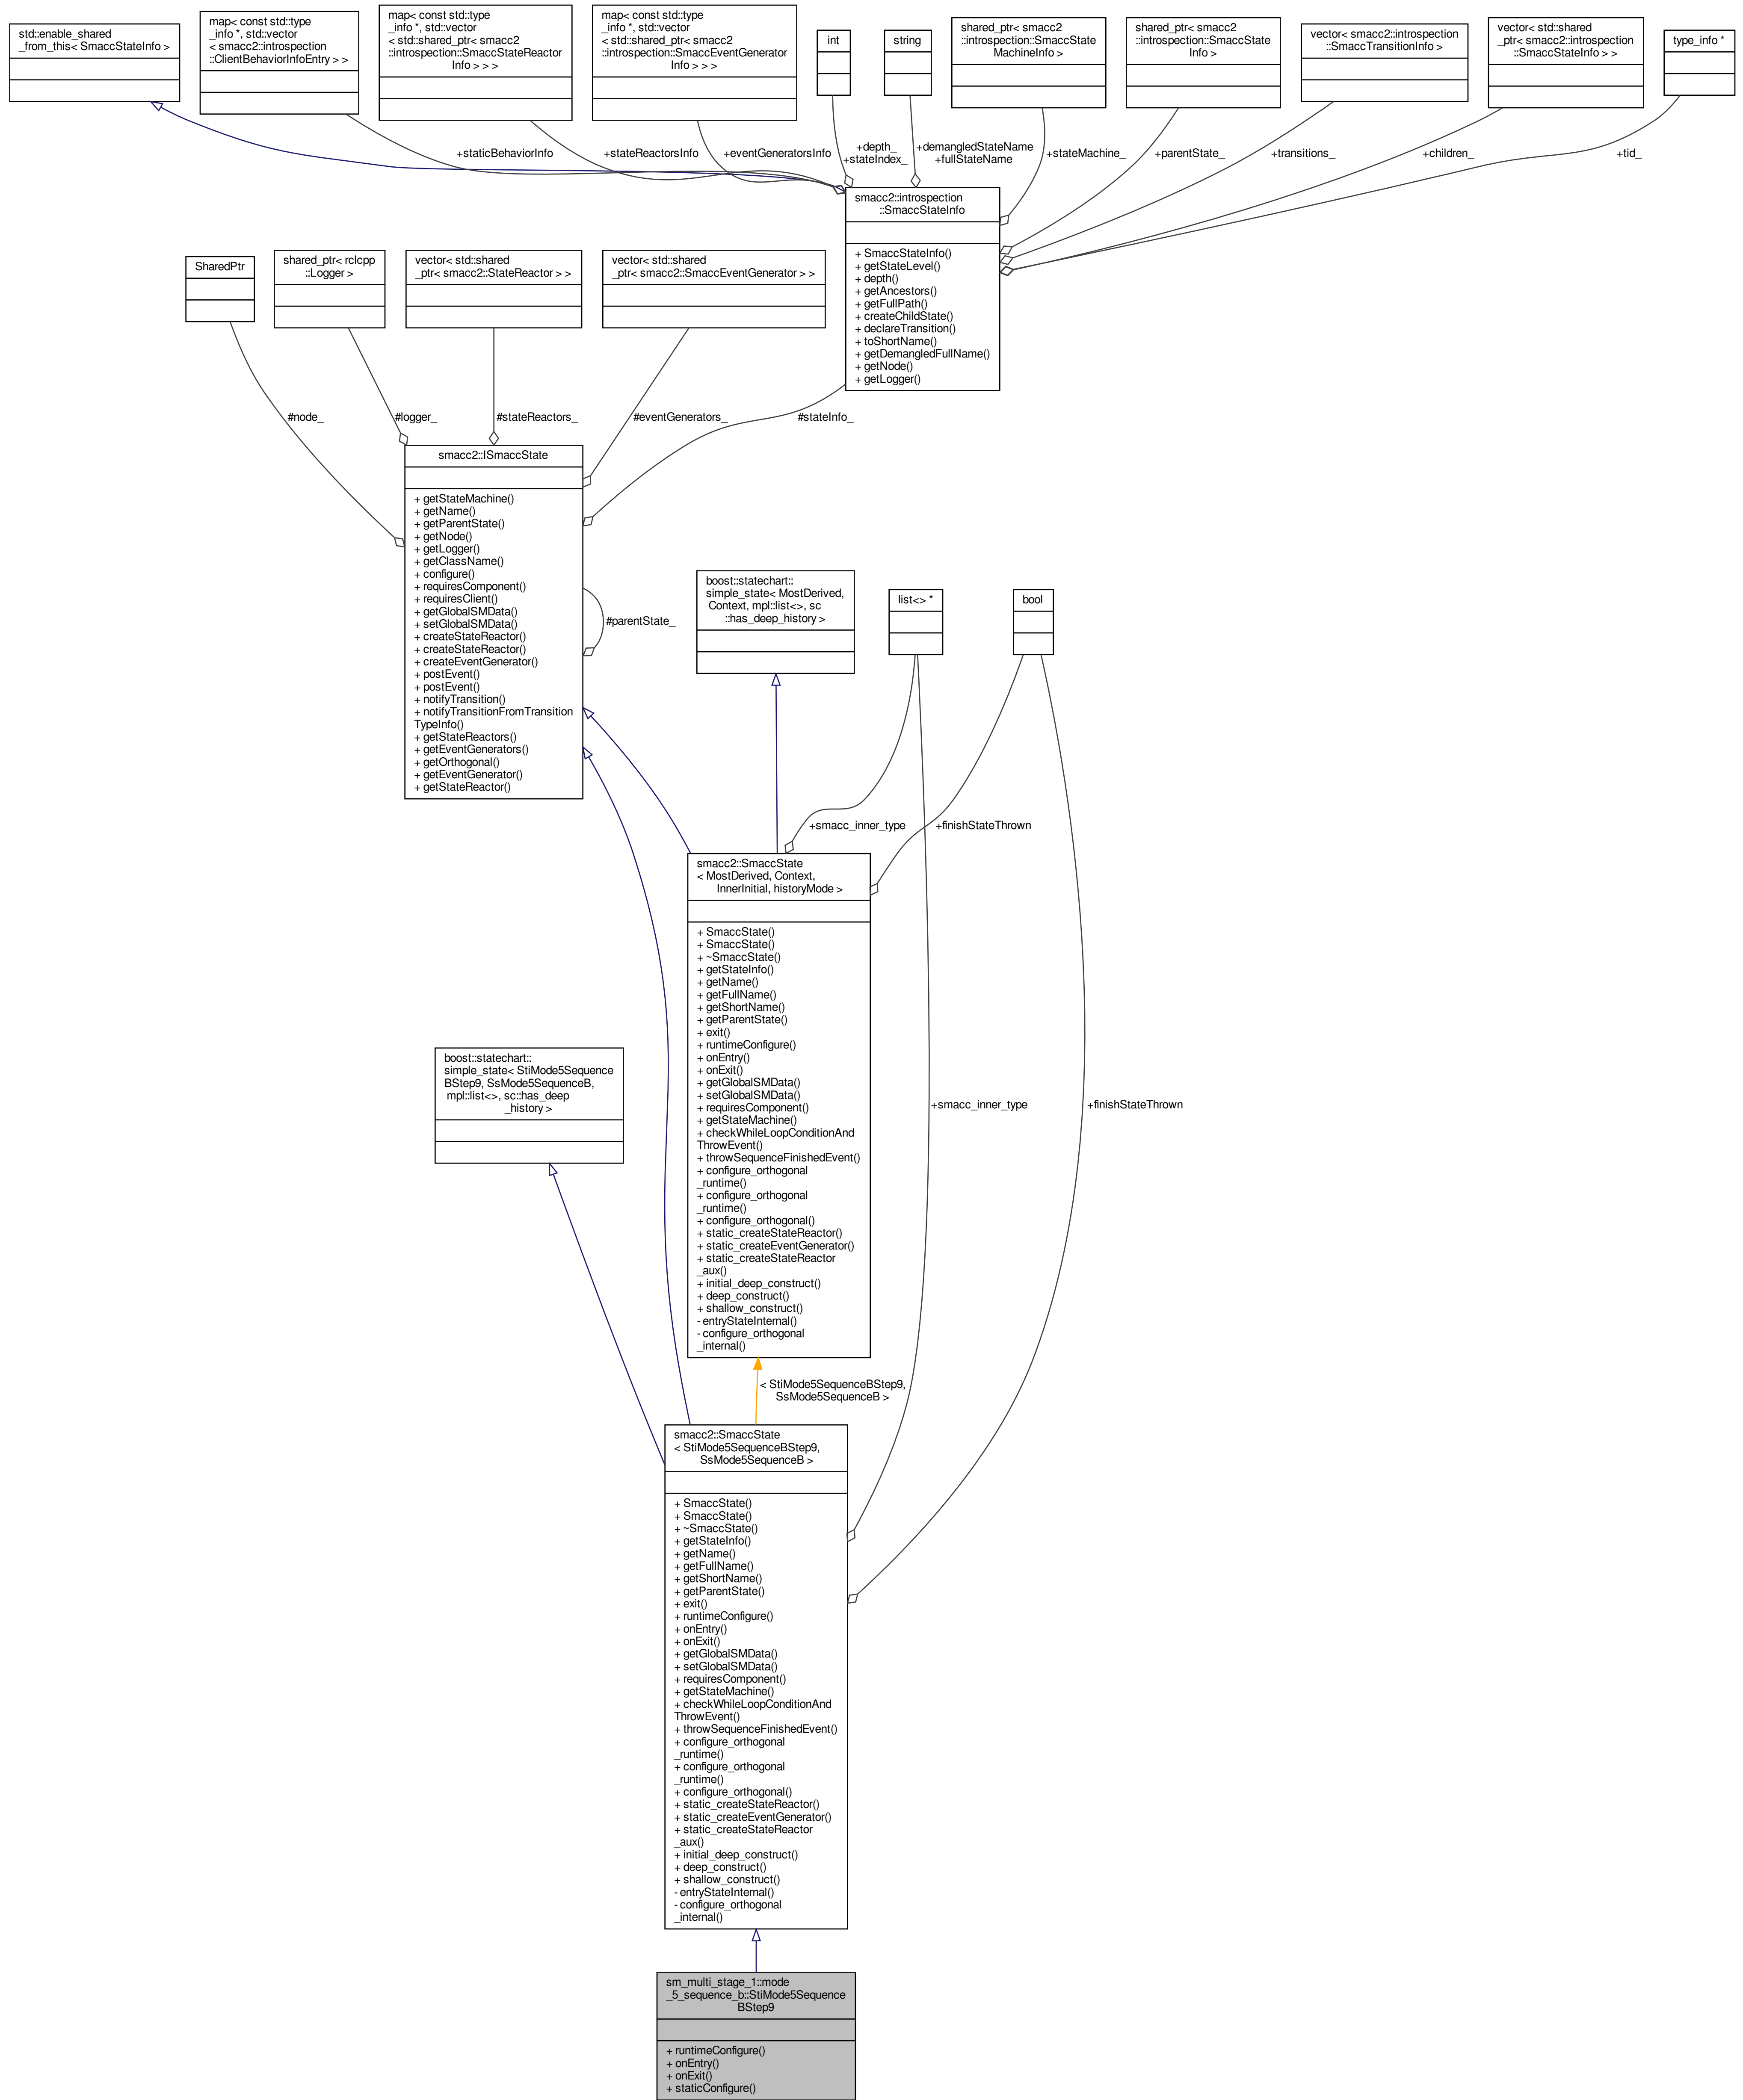 std::enable_shared
_from_this< SmaccStateInfo >
map< const std::type
_info *, std::vector
< smacc2::introspection
::ClientBehaviorInfoEntry > >
map< const std::type
_info *, std::vector
< std::shared_ptr< smacc2
::introspection::SmaccStateReactor
Info > > >
map< const std::type
_info *, std::vector
< std::shared_ptr< smacc2
::introspection::SmaccEventGenerator
Info > > >
int
string
shared_ptr< smacc2
::introspection::SmaccState
MachineInfo >
shared_ptr< smacc2
::introspection::SmaccState
Info >
vector< smacc2::introspection
::SmaccTransitionInfo >
vector< std::shared
_ptr< smacc2::introspection
::SmaccStateInfo > >
type_info *
+staticBehaviorInfo
+stateReactorsInfo
+eventGeneratorsInfo
+depth_
+stateIndex_
+demangledStateName
+fullStateName
+stateMachine_
+parentState_
+transitions_
+children_
+tid_
smacc2::introspection
::SmaccStateInfo
+ SmaccStateInfo()
+ getStateLevel()
+ depth()
+ getAncestors()
+ getFullPath()
+ createChildState()
+ declareTransition()
+ toShortName()
+ getDemangledFullName()
+ getNode()
+ getLogger()
SharedPtr
shared_ptr< rclcpp
::Logger >
vector< std::shared
_ptr< smacc2::StateReactor > >
vector< std::shared
_ptr< smacc2::SmaccEventGenerator > >
#node_
#logger_
#stateReactors_
#eventGenerators_
#stateInfo_
smacc2::ISmaccState
+ getStateMachine()
+ getName()
+ getParentState()
+ getNode()
+ getLogger()
+ getClassName()
+ configure()
+ requiresComponent()
+ requiresClient()
+ getGlobalSMData()
+ setGlobalSMData()
+ createStateReactor()
+ createStateReactor()
+ createEventGenerator()
+ postEvent()
+ postEvent()
+ notifyTransition()
+ notifyTransitionFromTransition
TypeInfo()
+ getStateReactors()
+ getEventGenerators()
+ getOrthogonal()
+ getEventGenerator()
+ getStateReactor()
#parentState_
boost::statechart::
simple_state< MostDerived,
Context, mpl::list<>, sc
::has_deep_history >
list<> *
bool
+smacc_inner_type
+finishStateThrown
smacc2::SmaccState
< MostDerived, Context,
InnerInitial, historyMode >
+ SmaccState()
+ SmaccState()
+ ~SmaccState()
+ getStateInfo()
+ getName()
+ getFullName()
+ getShortName()
+ getParentState()
+ exit()
+ runtimeConfigure()
+ onEntry()
+ onExit()
+ getGlobalSMData()
+ setGlobalSMData()
+ requiresComponent()
+ getStateMachine()
+ checkWhileLoopConditionAnd
ThrowEvent()
+ throwSequenceFinishedEvent()
+ configure_orthogonal
_runtime()
+ configure_orthogonal
_runtime()
+ configure_orthogonal()
+ static_createStateReactor()
+ static_createEventGenerator()
+ static_createStateReactor
_aux()
+ initial_deep_construct()
+ deep_construct()
+ shallow_construct()
- entryStateInternal()
- configure_orthogonal
_internal()
boost::statechart::
simple_state< StiMode5Sequence
BStep9, SsMode5SequenceB,
mpl::list<>, sc::has_deep
_history >
+smacc_inner_type
+finishStateThrown
< StiMode5SequenceBStep9,
SsMode5SequenceB >
smacc2::SmaccState
< StiMode5SequenceBStep9,
SsMode5SequenceB >
+ SmaccState()
+ SmaccState()
+ ~SmaccState()
+ getStateInfo()
+ getName()
+ getFullName()
+ getShortName()
+ getParentState()
+ exit()
+ runtimeConfigure()
+ onEntry()
+ onExit()
+ getGlobalSMData()
+ setGlobalSMData()
+ requiresComponent()
+ getStateMachine()
+ checkWhileLoopConditionAnd
ThrowEvent()
+ throwSequenceFinishedEvent()
+ configure_orthogonal
_runtime()
+ configure_orthogonal
_runtime()
+ configure_orthogonal()
+ static_createStateReactor()
+ static_createEventGenerator()
+ static_createStateReactor
_aux()
+ initial_deep_construct()
+ deep_construct()
+ shallow_construct()
- entryStateInternal()
- configure_orthogonal
_internal()
sm_multi_stage_1::mode
_5_sequence_b::StiMode5Sequence
BStep9
+ runtimeConfigure()
+ onEntry()
+ onExit()
+ staticConfigure()